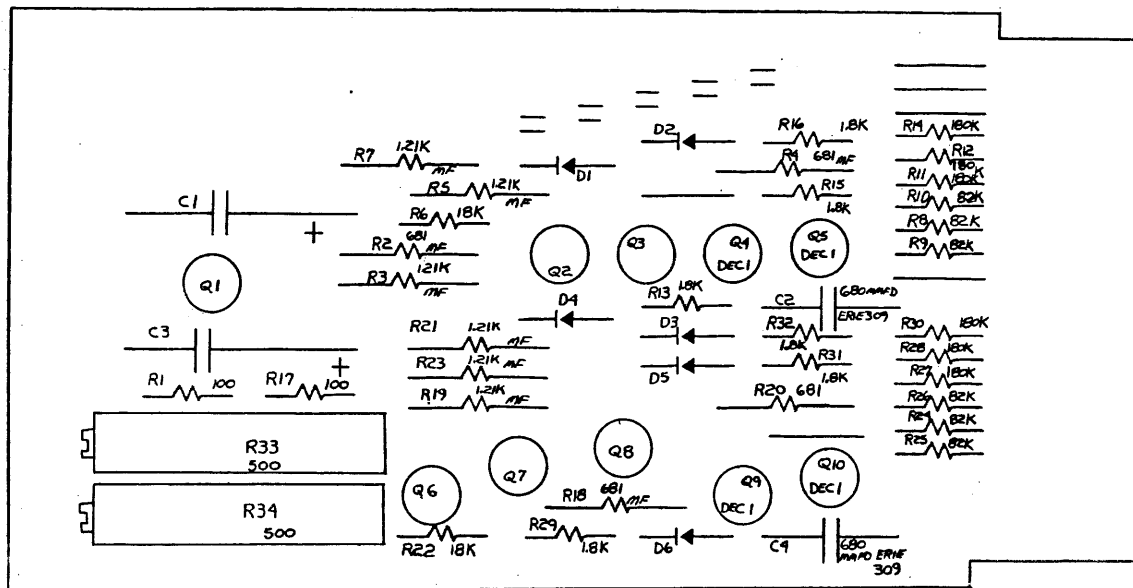 D2
R16 1.8K
R14 180K
R7 1.21K MF
D1
R4 681 MF
R12 180K
R5 1.21K MF
R15 1.8K
R11 180K
R10 82K
C1 +
R6 18K
R8 82K
R2 681 MF
Q2
Q3
Q4 DEC1
Q5 DEC1
R9 82K
Q1
R3 1.21K MF
R13 1.8K
C2 680MMFD ERIE309
D4
C3 +
R21 1.21K MF
D3
R32 1.8K
R30 180K
R23 1.21K MF
D5
R31 1.8K
R28 180K
R1 100
R17 100
R27 180K
R19 1.21K MF
R20 681
R26 82K
R24 82K
R33 500
Q8
R25 82K
Q7
Q10 DEC1
Q6
Q9 DEC1
R34 500
R18 681 MF
R22 18K
R29 1.8K
D6
C4 680 MMFD ERIE 309